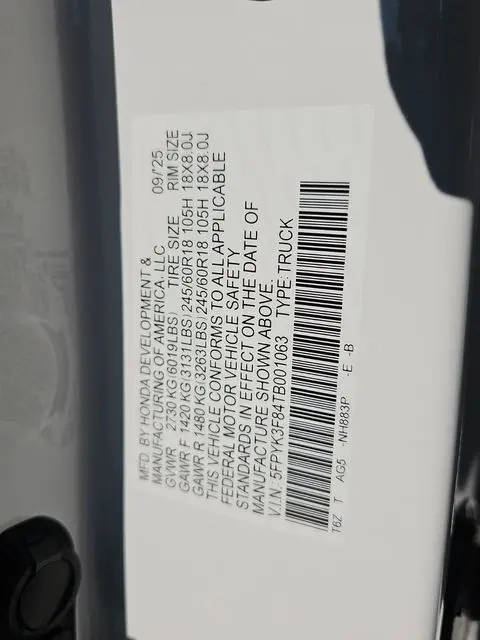 MFD. BY HONDA DEVELOPMENT &
MANUFACTURING OF AMERICA, LLC 09/'25
GVWR 2730 KG(6019LBS) TIRE SIZE RIM SIZE
GAWR F 1420 KG(3131LBS) 245/60R18 105H 18X8.0J
GAWR R 1480 KG(3263LBS) 245/60R18 105H 18X8.0J
THIS VEHICLE CONFORMS TO ALL APPLICABLE
FEDERAL MOTOR VEHICLE SAFETY
STANDARDS IN EFFECT ON THE DATE OF
MANUFACTURE SHOWN ABOVE.
V.I.N. 5FPYK3F84TB001063 TYPE:TRUCK
T6Z T AG5 -NH883P -E -B